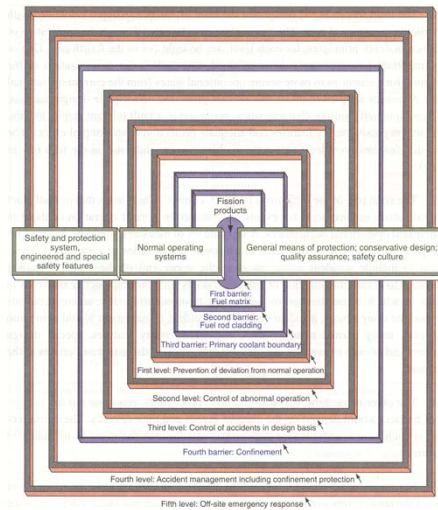 Fission
products
Safety and protection
system,
engineered and special
safety features
Normal operating
systems
General means of protection; conservative design;
quality assurance; safety culture
First barrier:
Fuel matrix
Second barrier:
Fuel rod cladding
Third barrier: Primary coolant boundary
First level: Prevention of deviation from normal operation
Second level: Control of abnormal operation
Third level: Control of accidents in design basis
Fourth barrier: Confinement
Fourth level: Accident management including confinement protection
Fifth level: Off-site emergency response